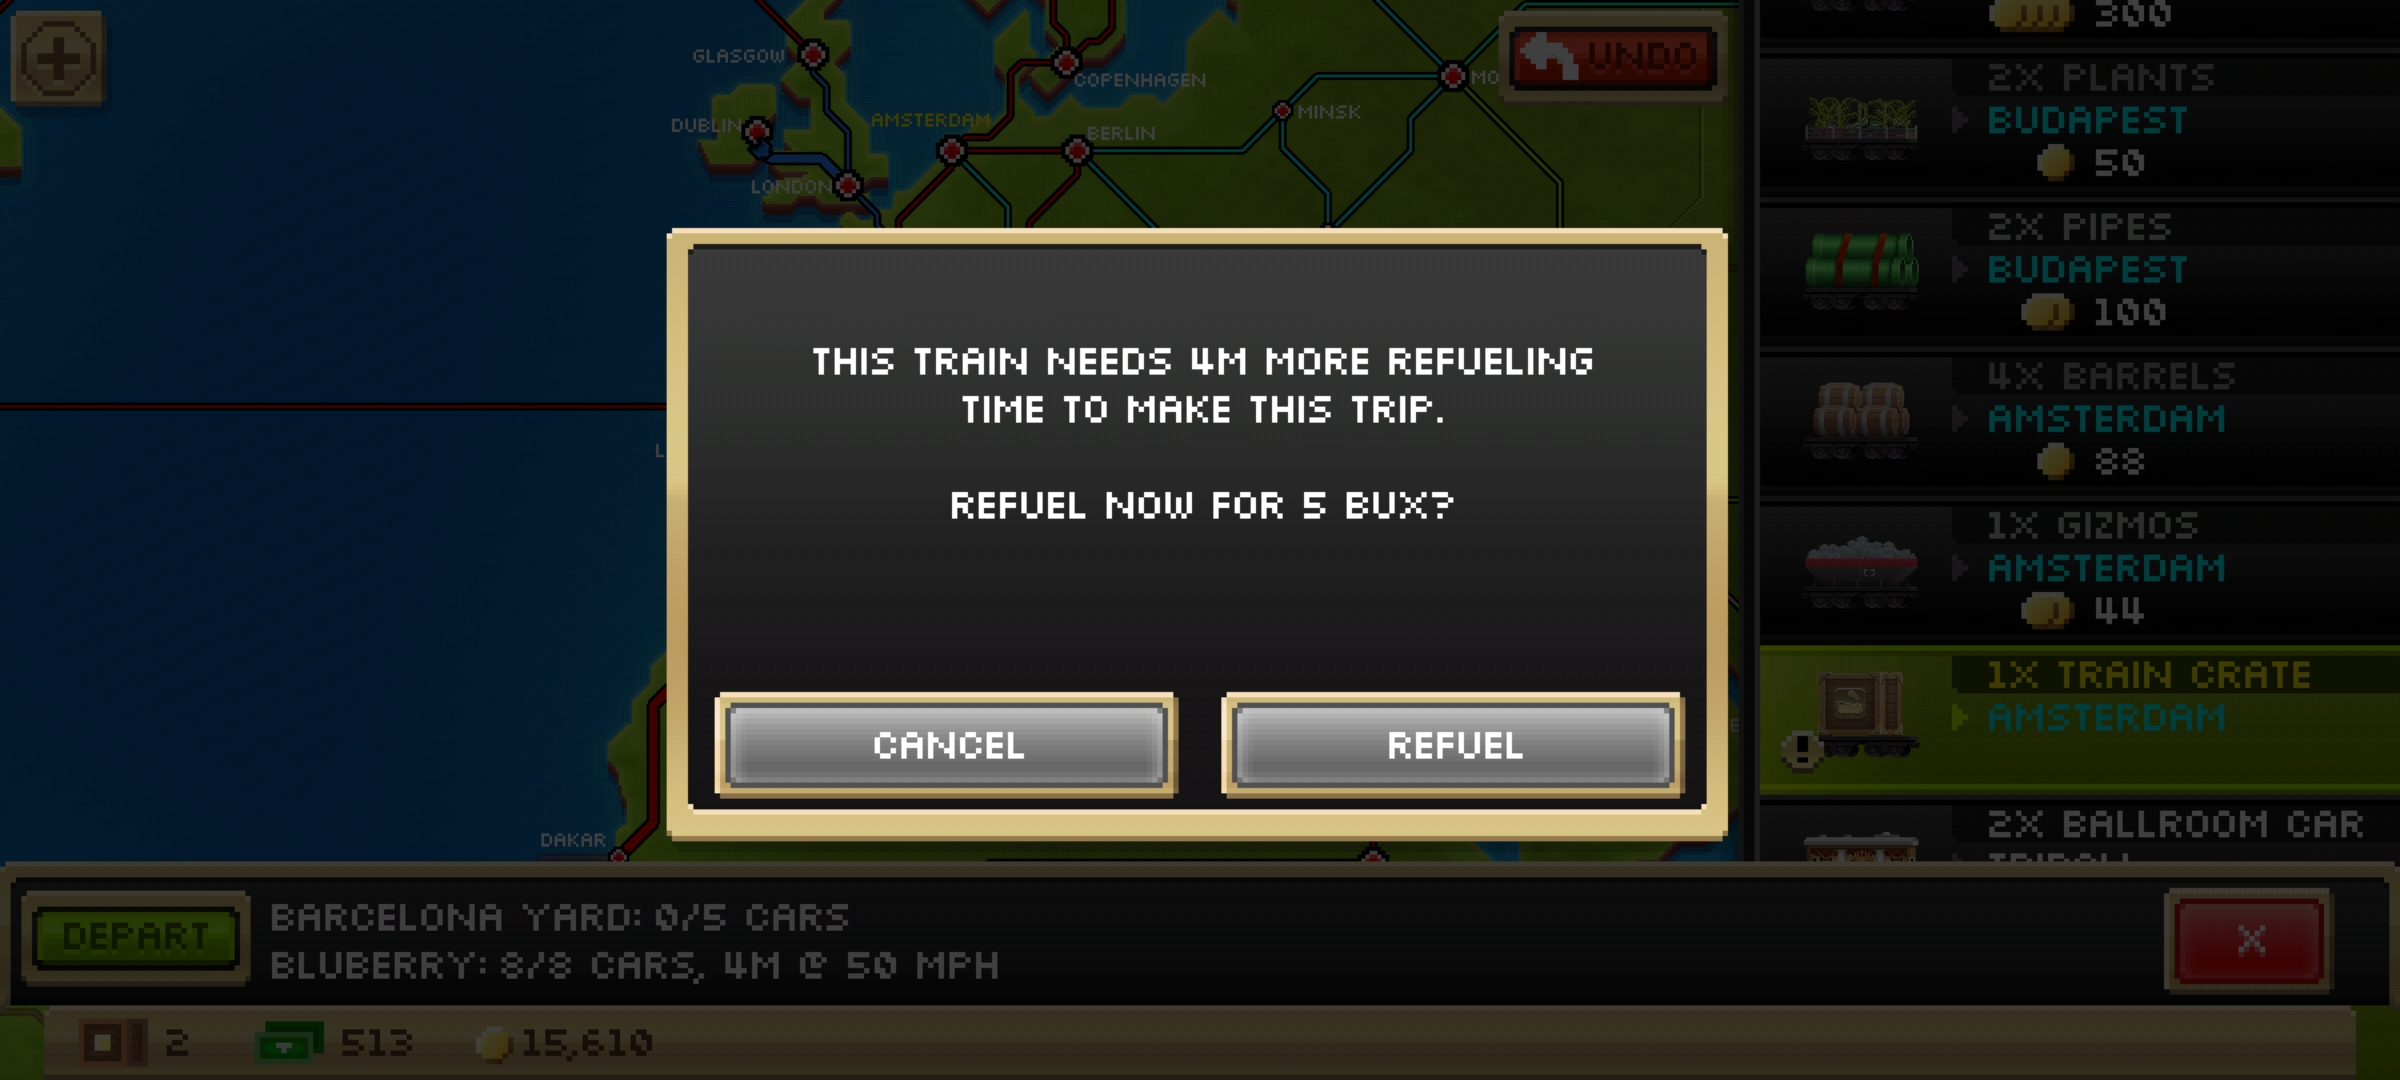 GLASGOW
COPENHAGEN
DUBLIN
AMSTERDAM
BERLIN
MINSK
MO
LONDON
L
DAKAR
UNDO
300
2X PLANTS
BUDAPEST
50
2X PIPES
BUDAPEST
100
4X BARRELS
AMSTERDAM
88
1X GIZMOS
AMSTERDAM
44
1X TRAIN CRATE
AMSTERDAM
2X BALLROOM CAR
THIS TRAIN NEEDS 4M MORE REFUELING
TIME TO MAKE THIS TRIP.
REFUEL NOW FOR 5 BUX?
CANCEL
REFUEL
DEPART
BARCELONA YARD: 0/5 CARS
BLUBERRY: 8/8 CARS, 4M @ 50 MPH
X
2
513
15,610